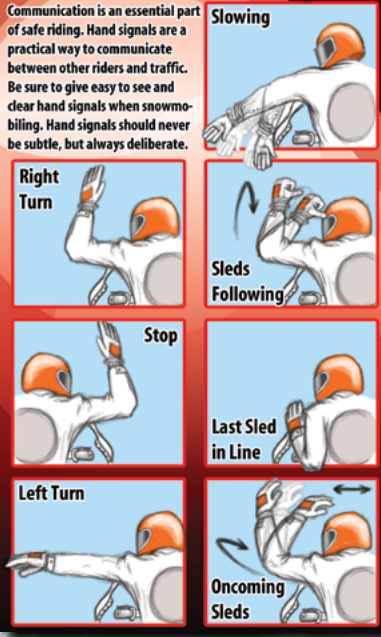 Communication is an essential part
of safe riding. Hand signals are a
practical way to communicate
between other riders and traffic.
Be sure to give easy to see and
clear hand signals when snowmo-
biling. Hand signals should never
be subtle, but always deliberate.
Slowing
Right
Turn
Sleds
Following
Stop
Last Sled
in Line
Left Turn
Oncoming
Sleds